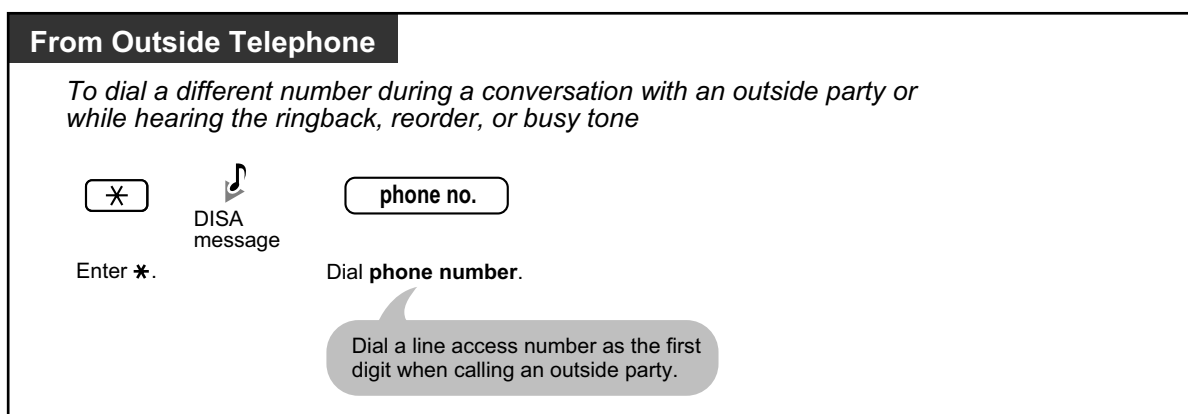 From Outside Telephone
To dial a different number during a conversation with an outside party or
while hearing the ringback, reorder, or busy tone
* phone no.
DISA
message
Enter *. Dial phone number.
Dial a line access number as the first
digit when calling an outside party.